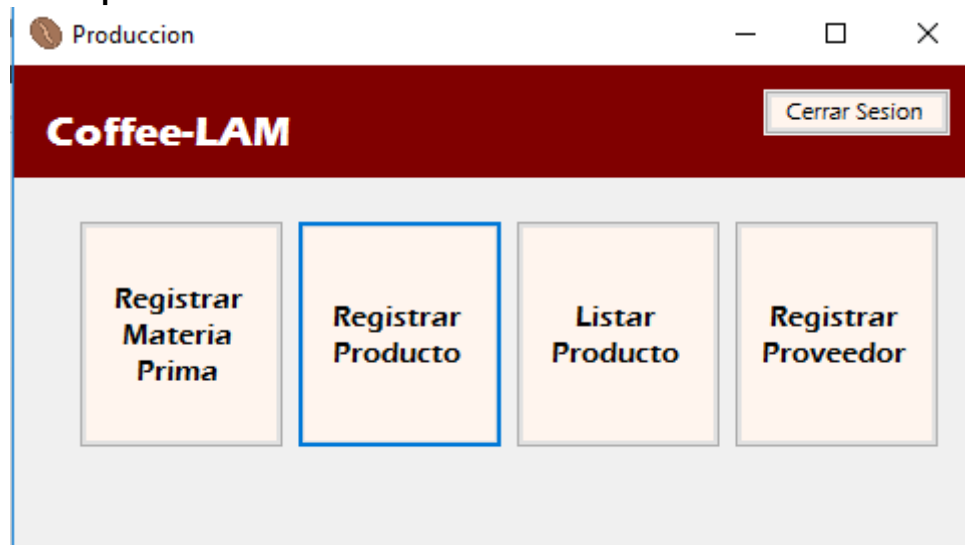 Produccion
Coffee-LAM
Cerrar Sesion
Registrar
Materia
Prima
Registrar
Producto
Listar
Producto
Registrar
Proveedor